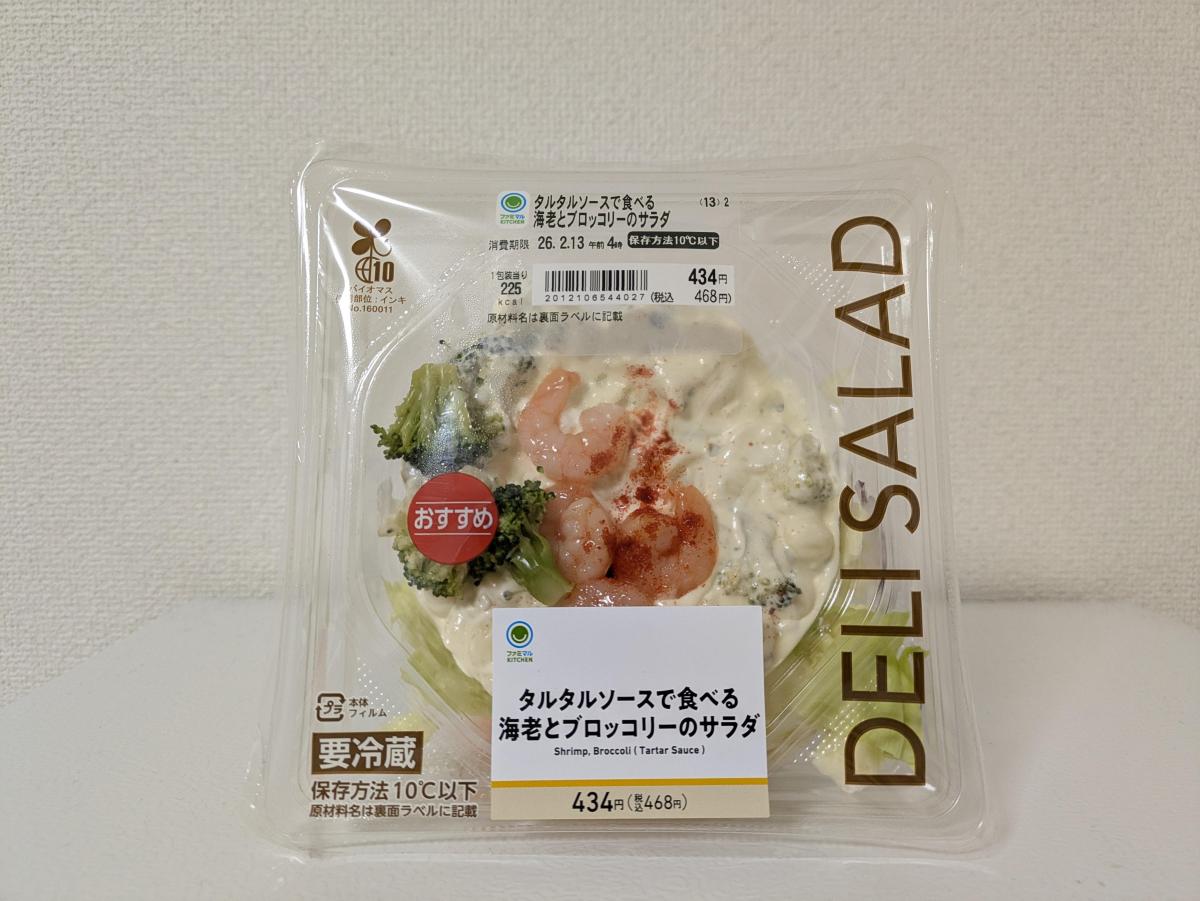 ファミマル
KITCHEN
タルタルソースで食べる
海老とブロッコリーのサラダ
(13) 2
消費期限 26. 2.13 午前 4時 保存方法10℃以下
1包装当り
225
kcal
2012106544027
434円
(税込 468円)
原材料名は裏面ラベルに記載
10
バイオマス
部位:インキ
No.160011
DELI SALAD
おすすめ
ファミマル
KITCHEN
タルタルソースで食べる
海老とブロッコリーのサラダ
Shrimp, Broccoli ( Tartar Sauce )
434円(税込468円)
プラ
本体
フィルム
要冷蔵
保存方法 10℃以下
原材料名は裏面ラベルに記載